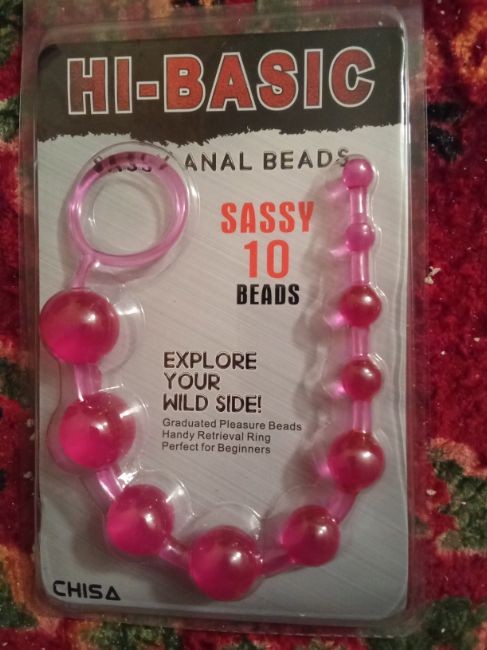 HI-BASIC
SASSY ANAL BEADS
SASSY
10
BEADS
EXPLORE
YOUR
WILD SIDE!
Graduated Pleasure Beads
Handy Retrieval Ring
Perfect for Beginners
CHISA